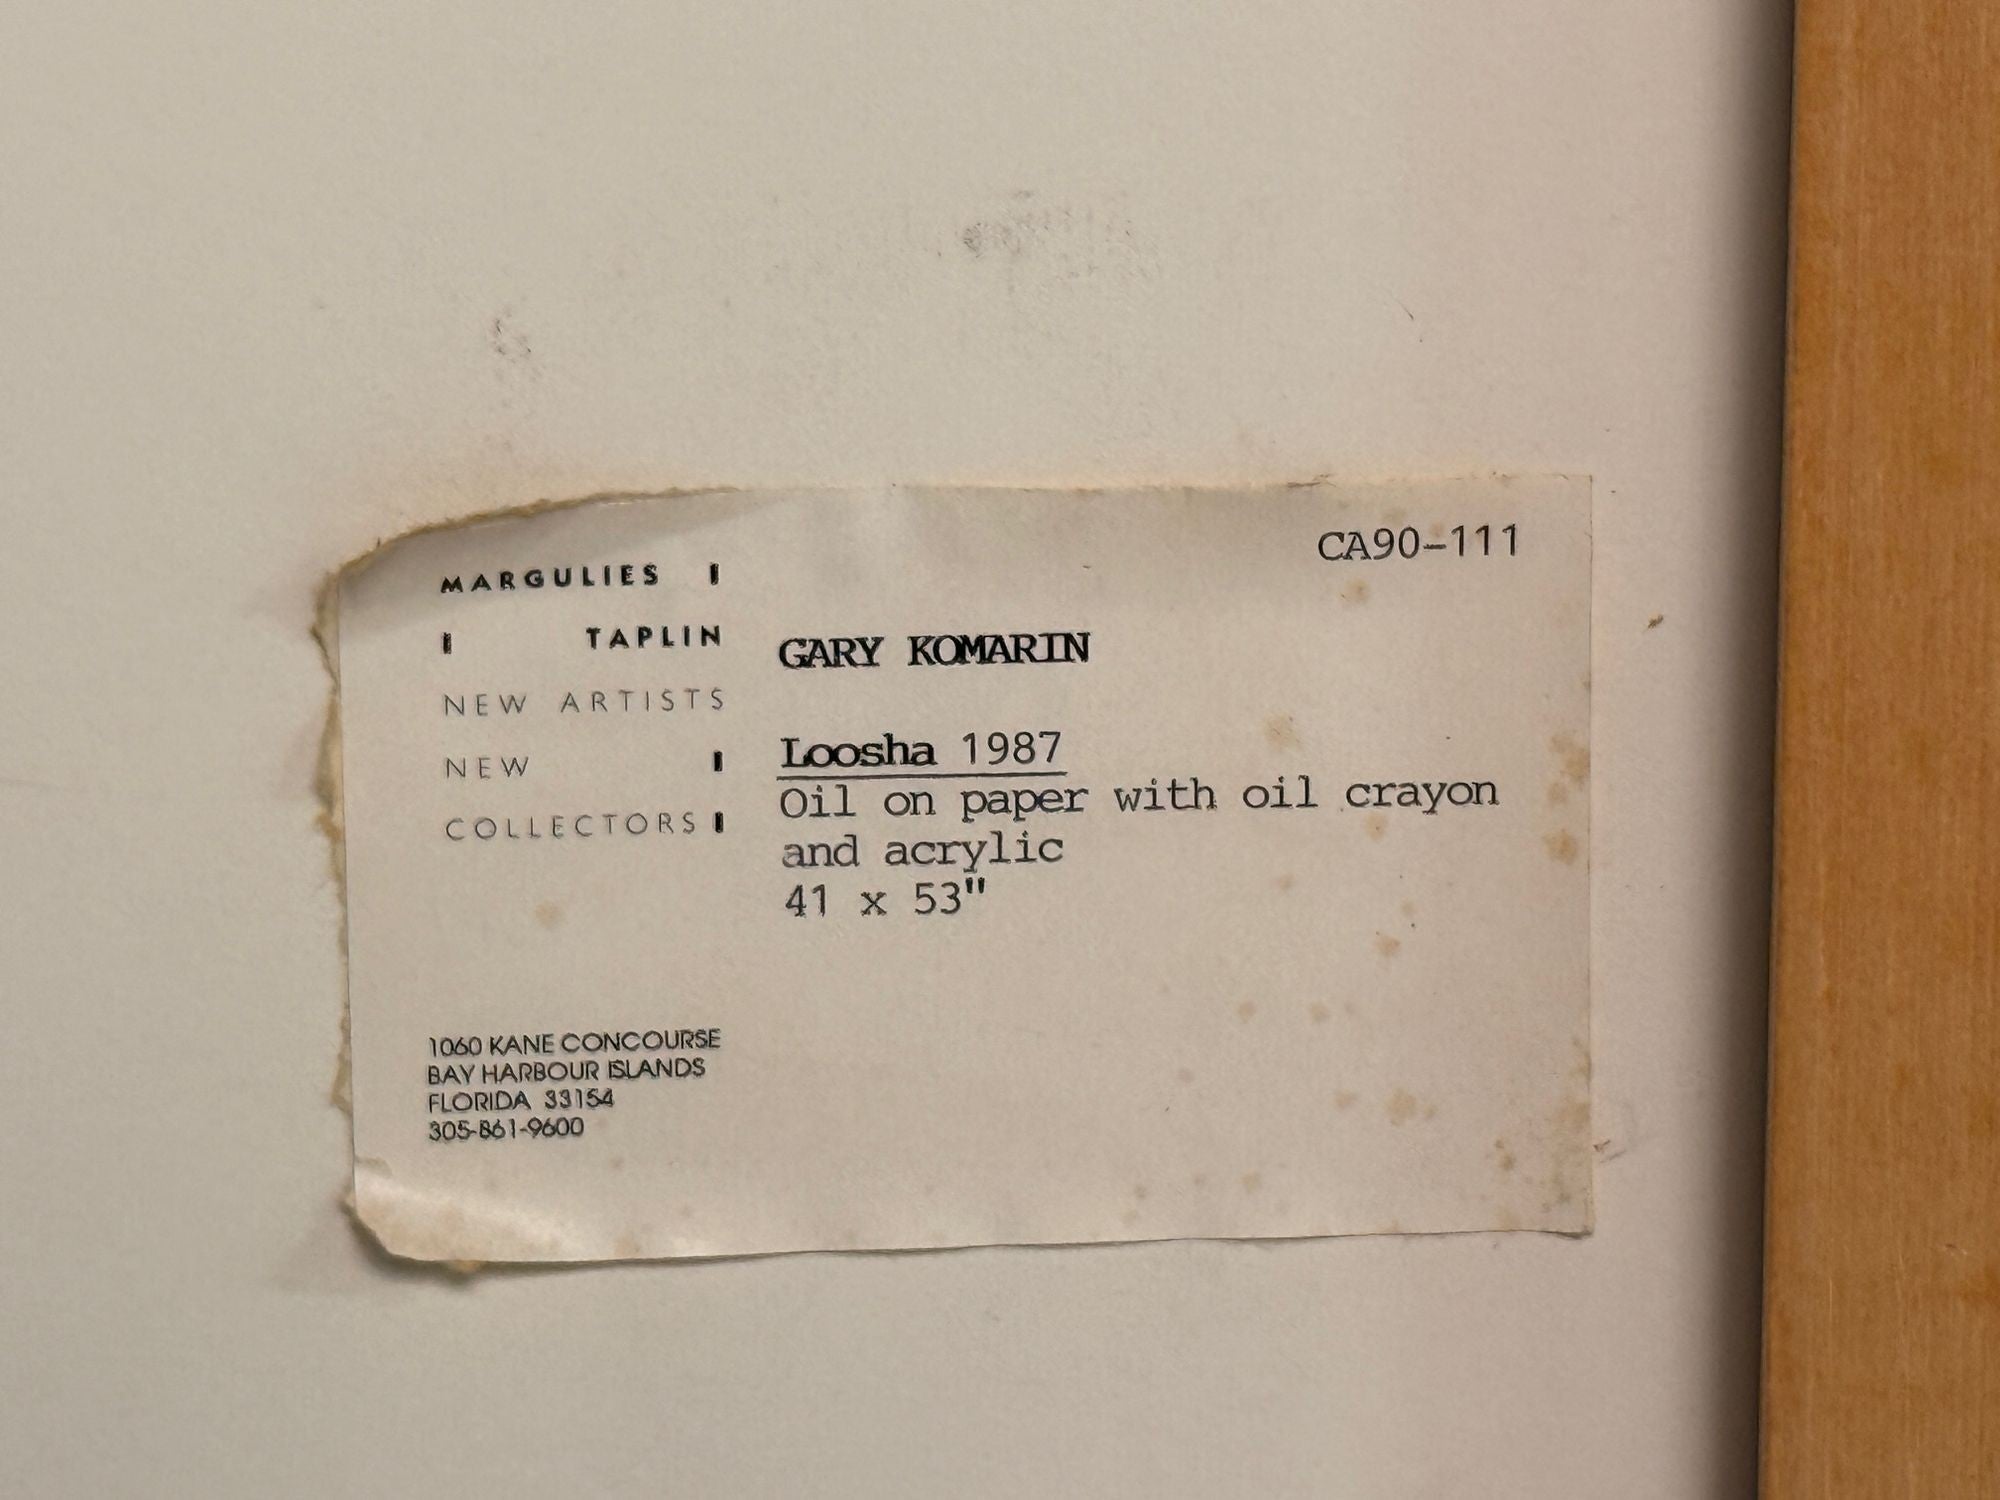 CA90-111
MARGULIES
TAPLIN
NEW ARTISTS
NEW
COLLECTORS
GARY KOMARIN
Loosha 1987
Oil on paper with oil crayon
and acrylic
41 x 53"
1060 KANE CONCOURSE
BAY HARBOUR ISLANDS
FLORIDA 33154
305-861-9600